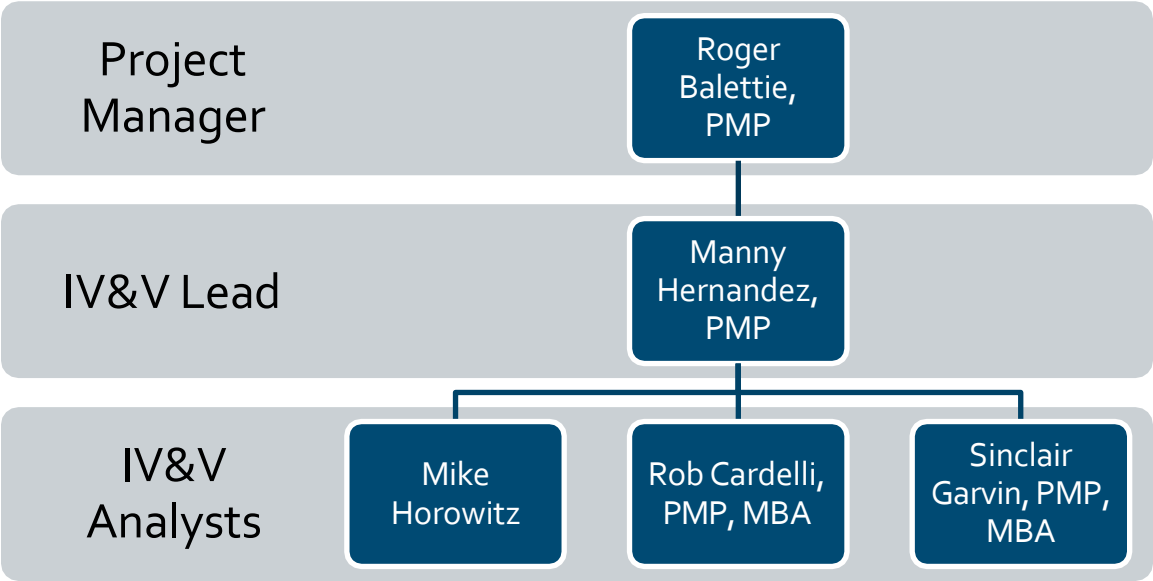 Project
Manager
Roger
Balettie,
PMP
IV&V Lead
Manny
Hernandez,
PMP
IV&V
Analysts
Mike
Horowitz
Rob Cardelli,
PMP, MBA
Sinclair
Garvin, PMP,
MBA